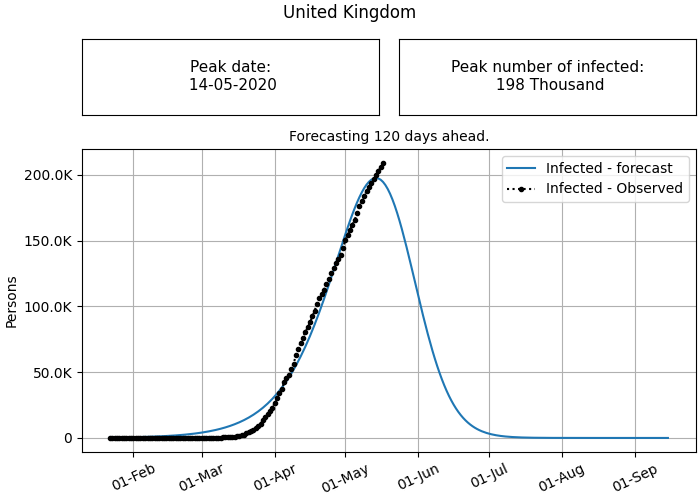 United Kingdom
Peak date:
14-05-2020
Peak number of infected:
198 Thousand
Forecasting 120 days ahead.
Infected - forecast
Infected - Observed
Persons
200.0K
150.0K
100.0K
50.0K
0
01-Feb
01-Mar
01-Apr
01-May
01-Jun
01-Jul
01-Aug
01-Sep